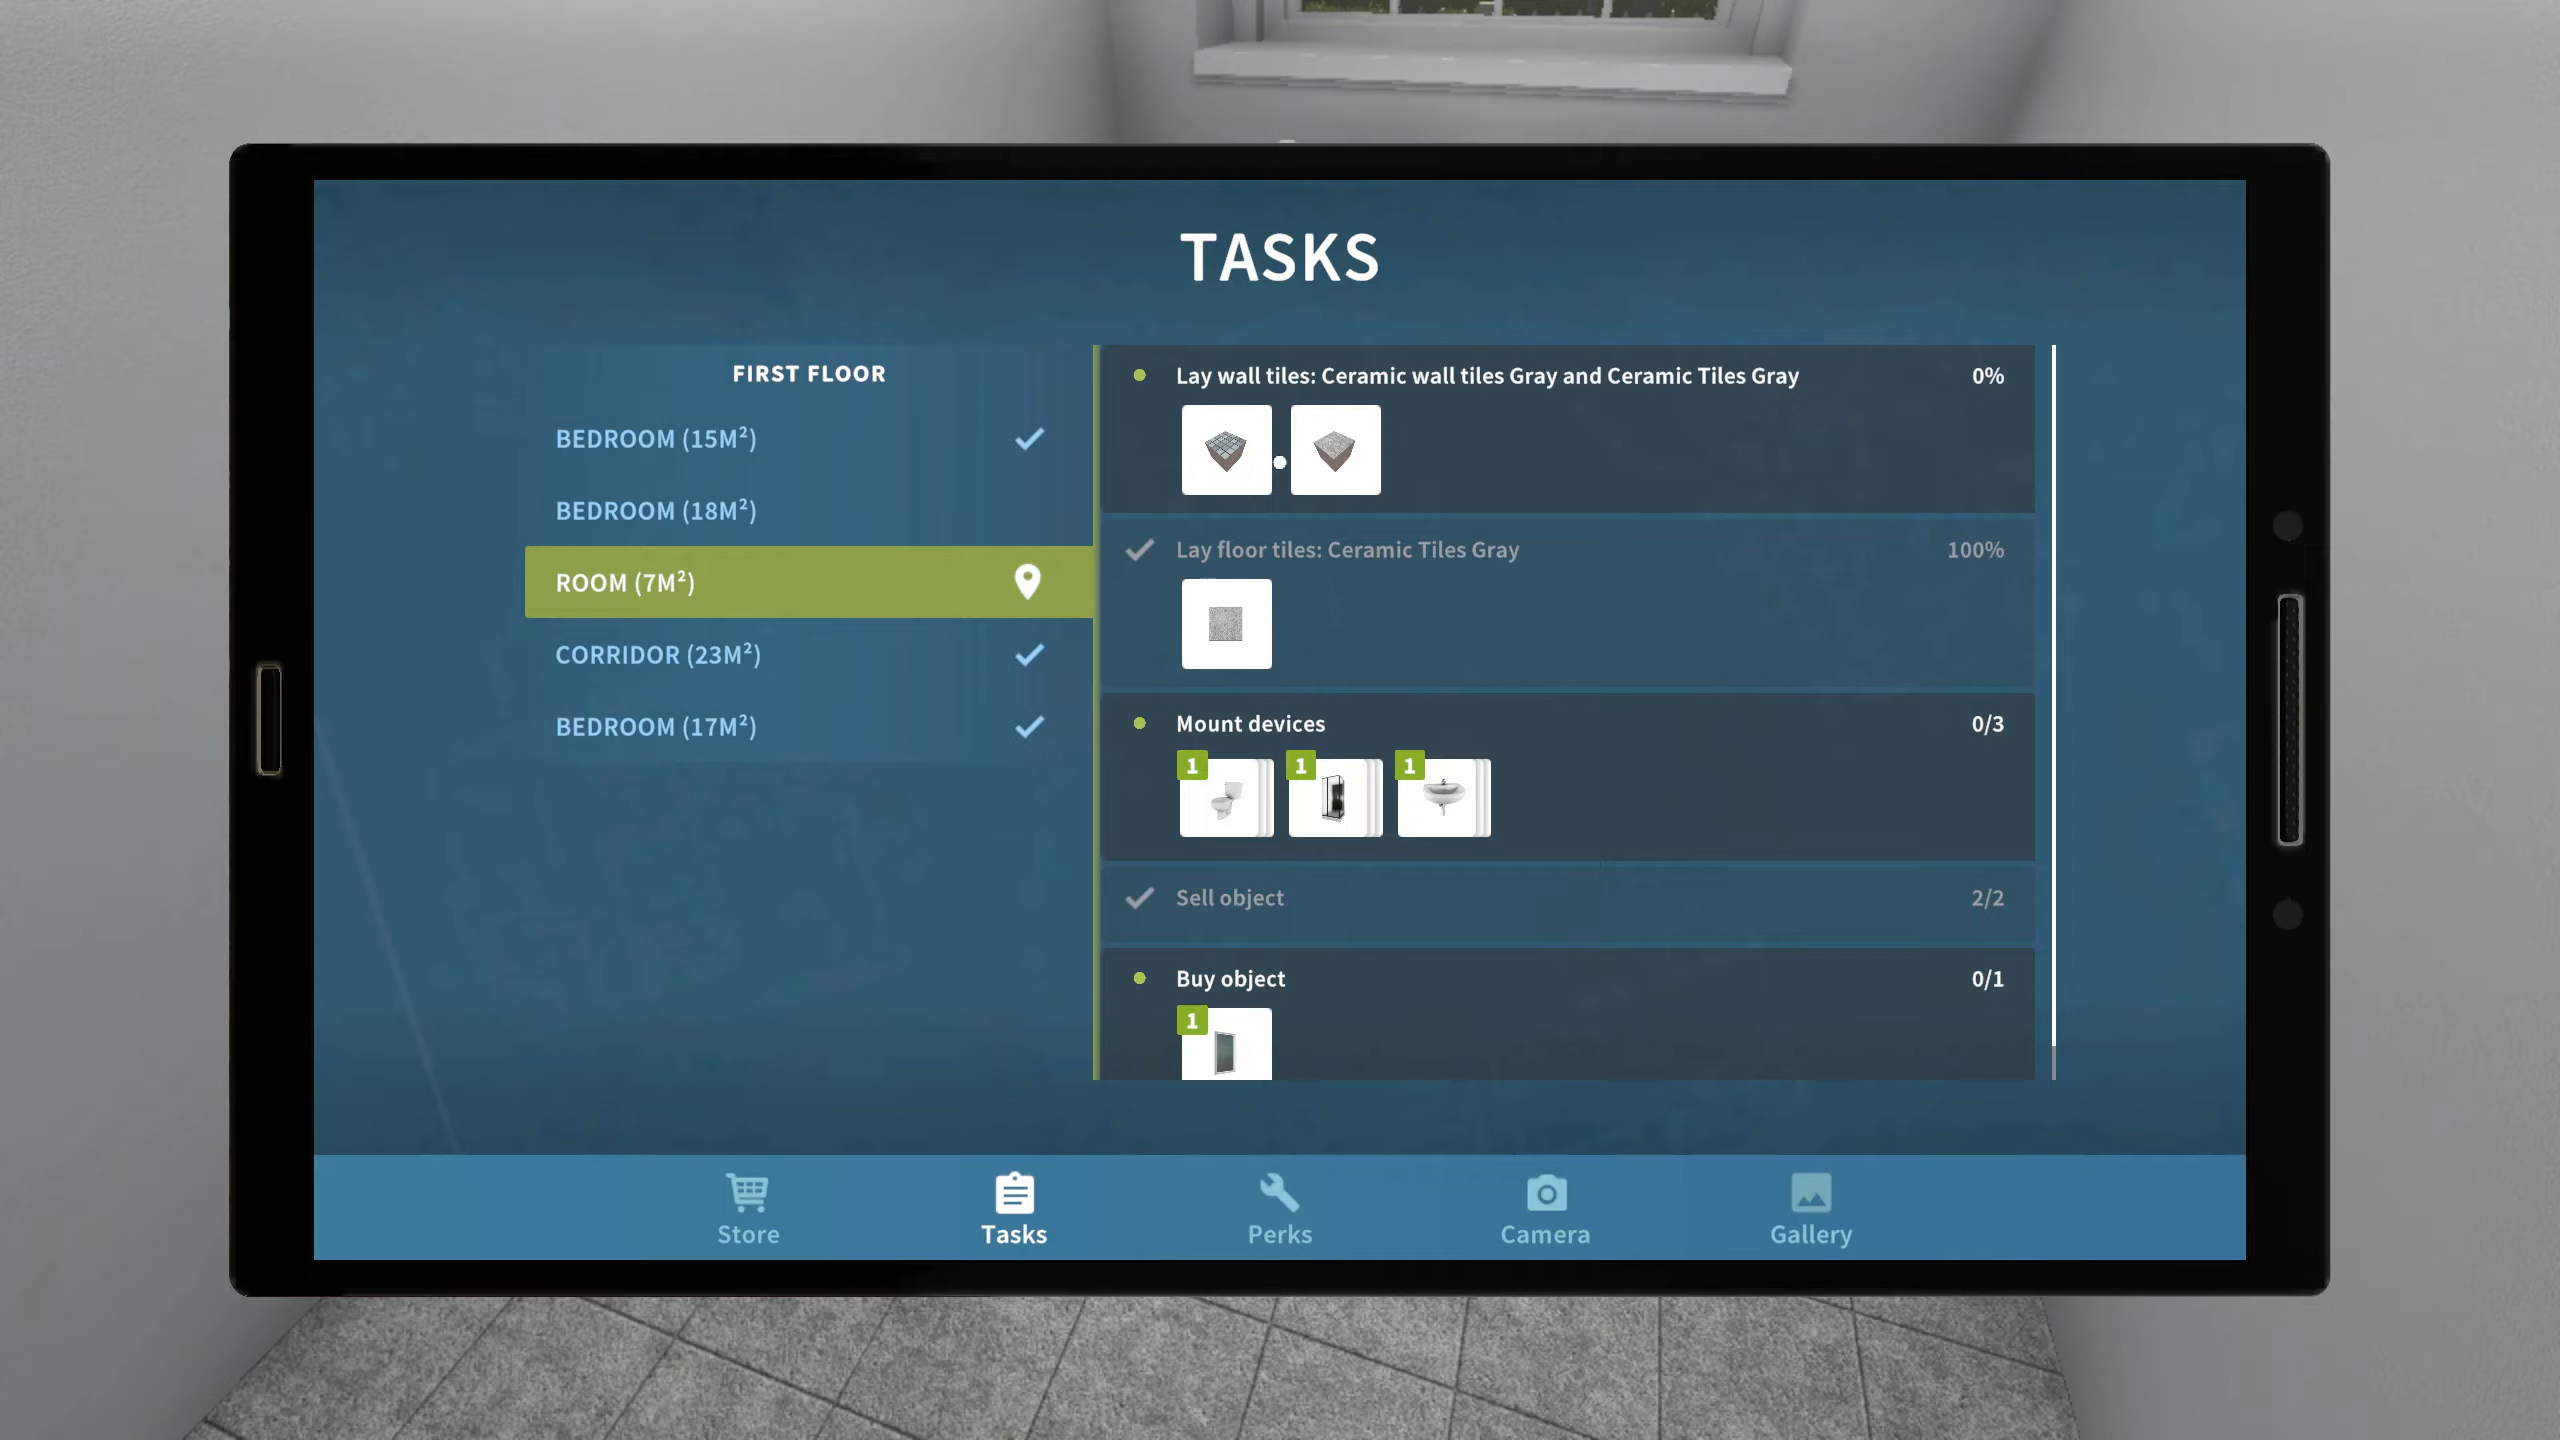 TASKS
FIRST FLOOR
BEDROOM (15M²)
BEDROOM (18M²)
ROOM (7M²)
CORRIDOR (23M²)
BEDROOM (17M²)
Lay wall tiles: Ceramic wall tiles Gray and Ceramic Tiles Gray 0%
Lay floor tiles: Ceramic Tiles Gray 100%
Mount devices 0/3
1 1 1
Sell object 2/2
Buy object 0/1
1
Store Tasks Perks Camera Gallery